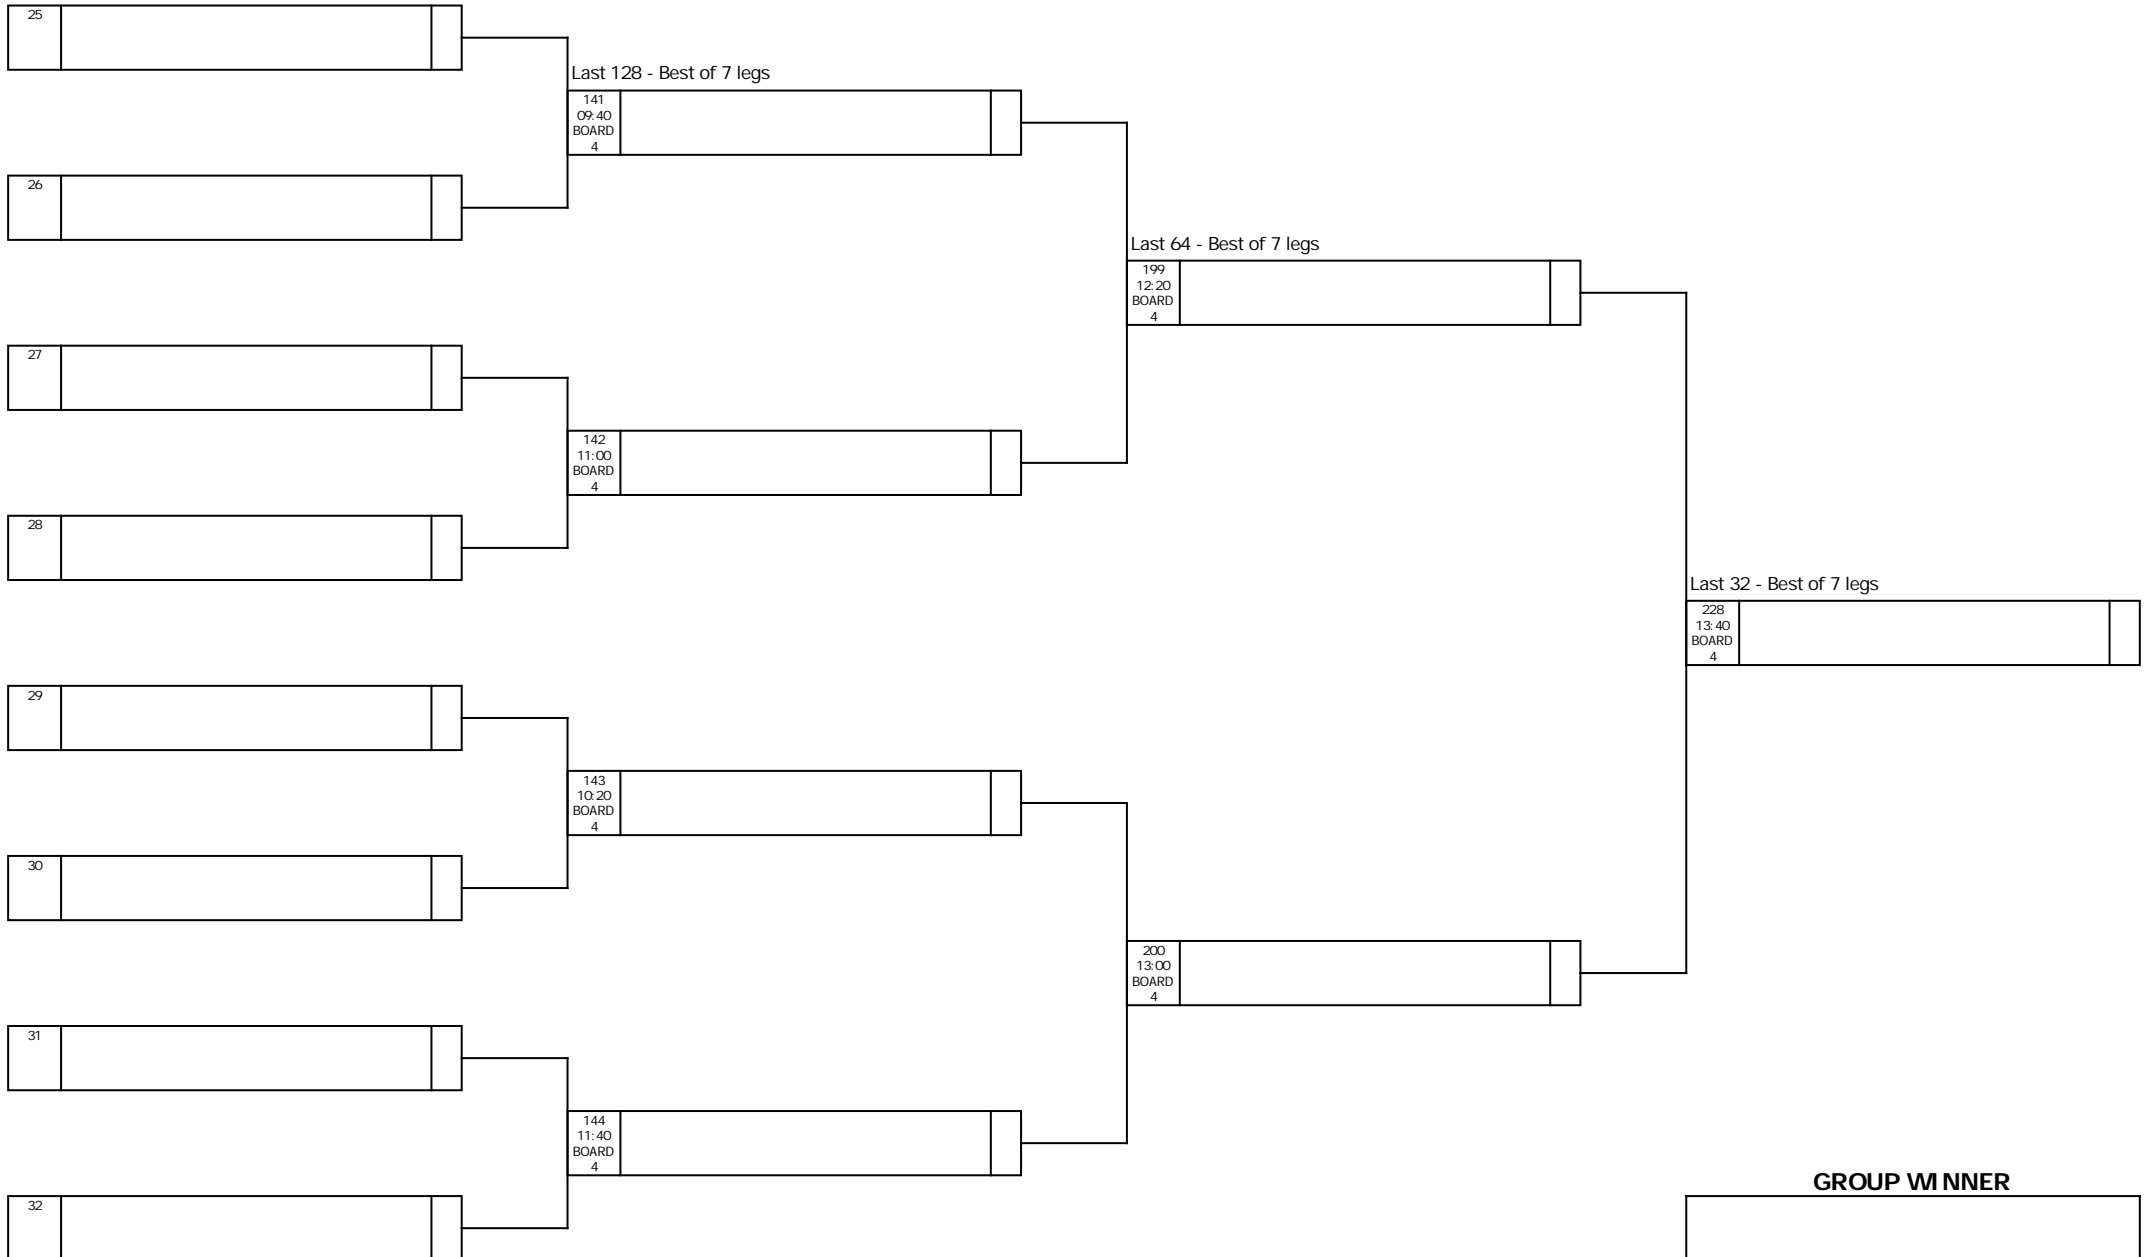 25
Last 128 - Best of 7 legs
141
09:40
BOARD
4
26
Last 64 - Best of 7 legs
199
12:20
BOARD
4
27
142
11:00
BOARD
4
28
Last 32 - Best of 7 legs
228
13:40
BOARD
4
29
143
10:20
BOARD
4
30
200
13:00
BOARD
4
31
144
11:40
BOARD
4
GROUP WINNER
32